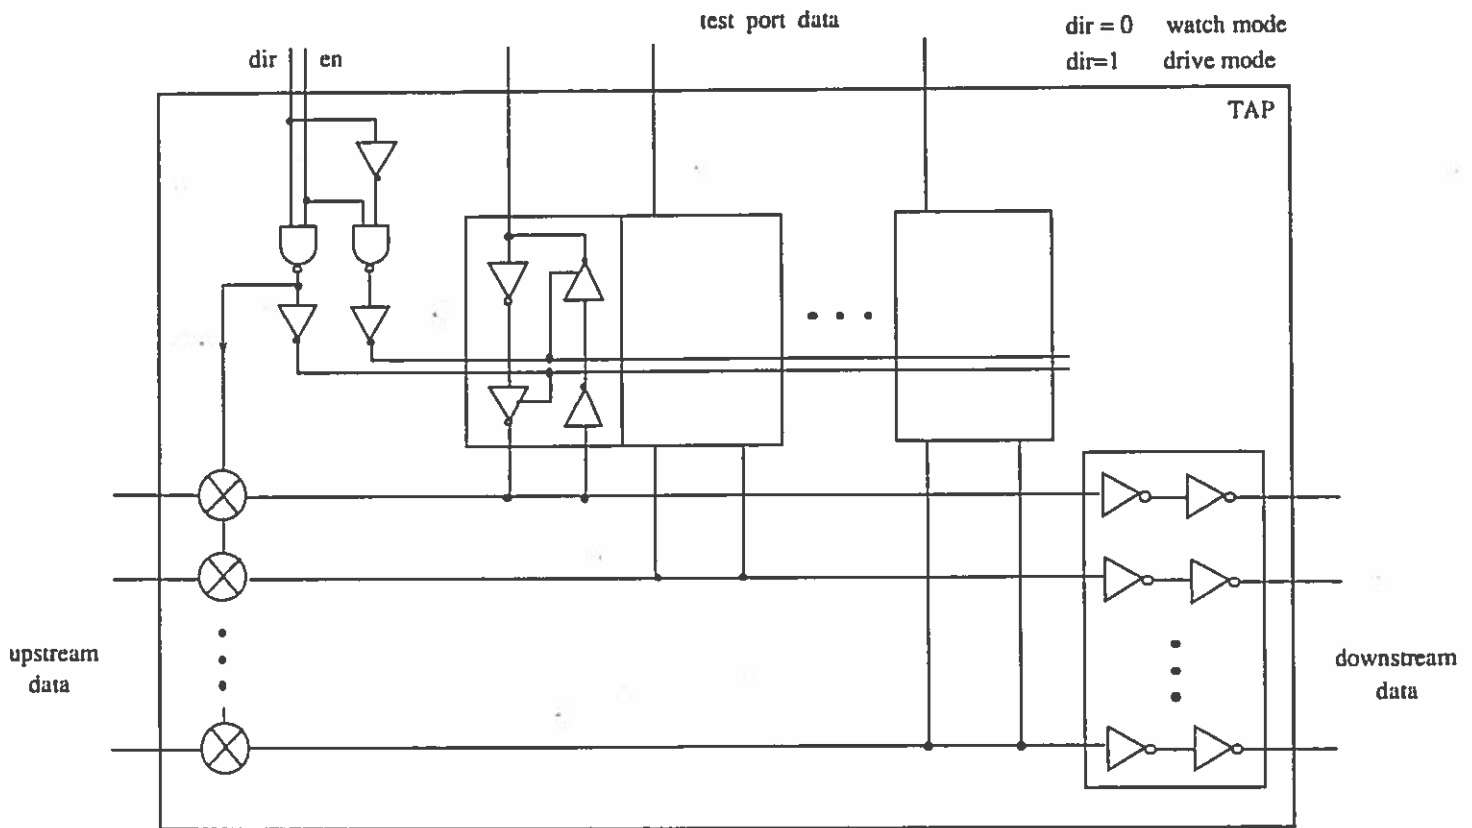 test port data
dir = 0 watch mode
dir=1 drive mode
dir en
TAP
upstream
data
downstream
data